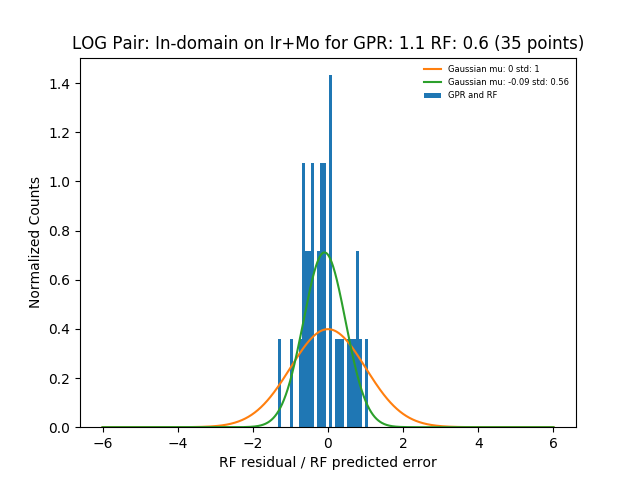 LOG Pair: In-domain on Ir+Mo for GPR: 1.1 RF: 0.6 (35 points)
Gaussian mu: 0 std: 1
Gaussian mu: -0.09 std: 0.56
GPR and RF
Normalized Counts
1.4
1.2
1.0
0.8
0.6
0.4
0.2
0.0
−6 −4 −2 0 2 4 6
RF residual / RF predicted error